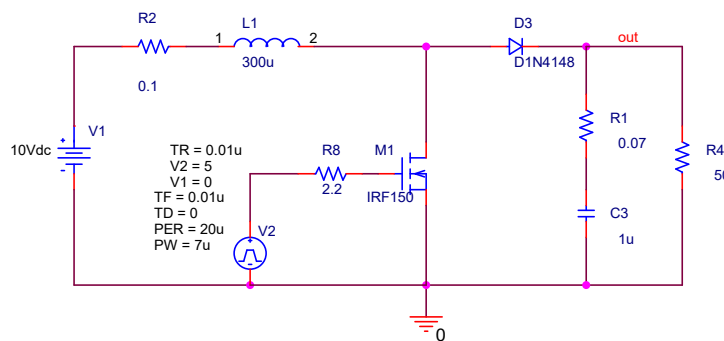 R2
L1
D3
1
2
out
0.1
300u
D1N4148
R1
0.07
V1
10Vdc
TR = 0.01u
V2 = 5
V1 = 0
TF = 0.01u
TD = 0
PER = 20u
PW = 7u
R8
2.2
M1
IRF150
R4
V2
C3
1u
0